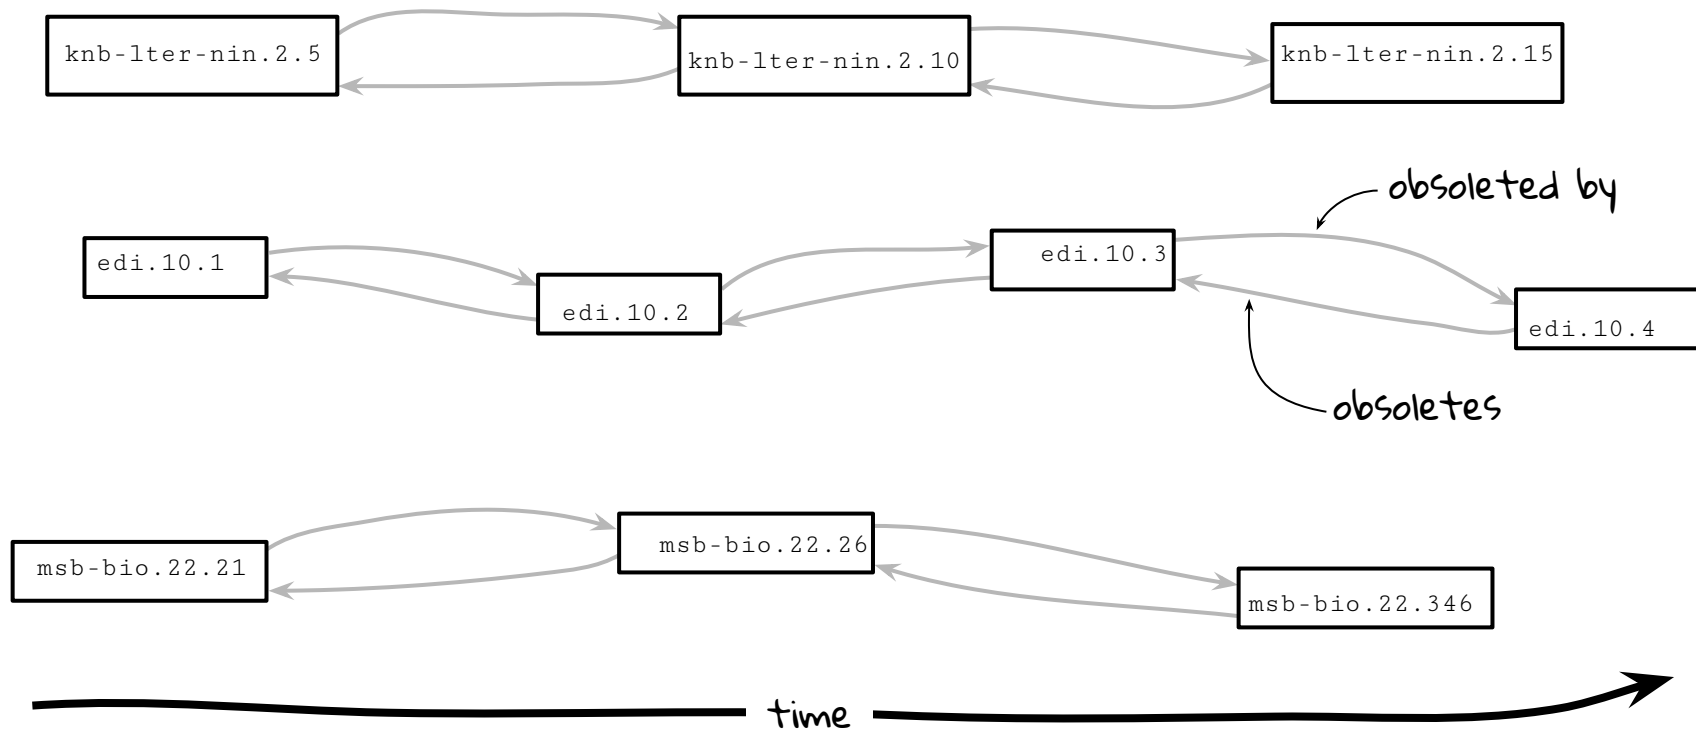 knb-lter-nin.2.5
knb-lter-nin.2.10
knb-lter-nin.2.15
obsoleted by
edi.10.1
edi.10.2
edi.10.3
edi.10.4
obsoletes
msb-bio.22.21
msb-bio.22.26
msb-bio.22.346
time